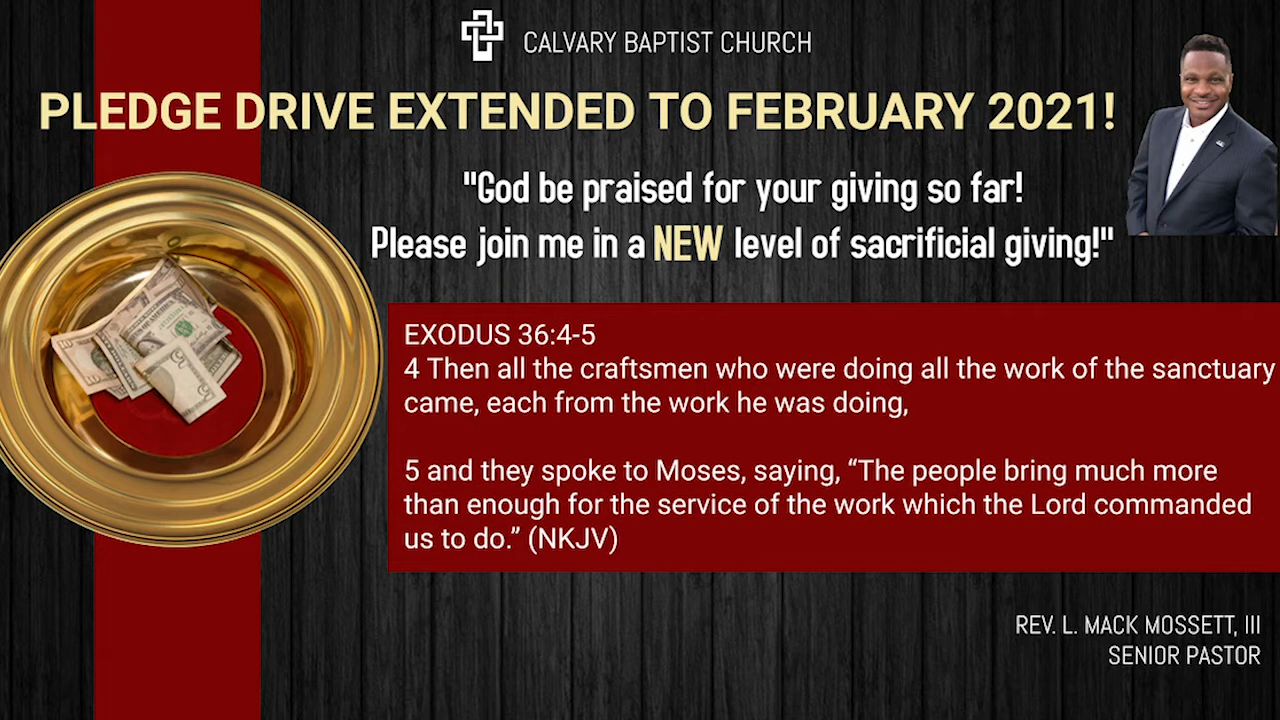 CALVARY BAPTIST CHURCH
PLEDGE DRIVE EXTENDED TO FEBRUARY 2021!
"God be praised for your giving so far!
Please join me in a NEW level of sacrificial giving!"
EXODUS 36:4-5
4 Then all the craftsmen who were doing all the work of the sanctuary
came, each from the work he was doing,
5 and they spoke to Moses, saying, “The people bring much more
than enough for the service of the work which the Lord commanded
us to do.” (NKJV)
REV. L. MACK MOSSETT, III
SENIOR PASTOR